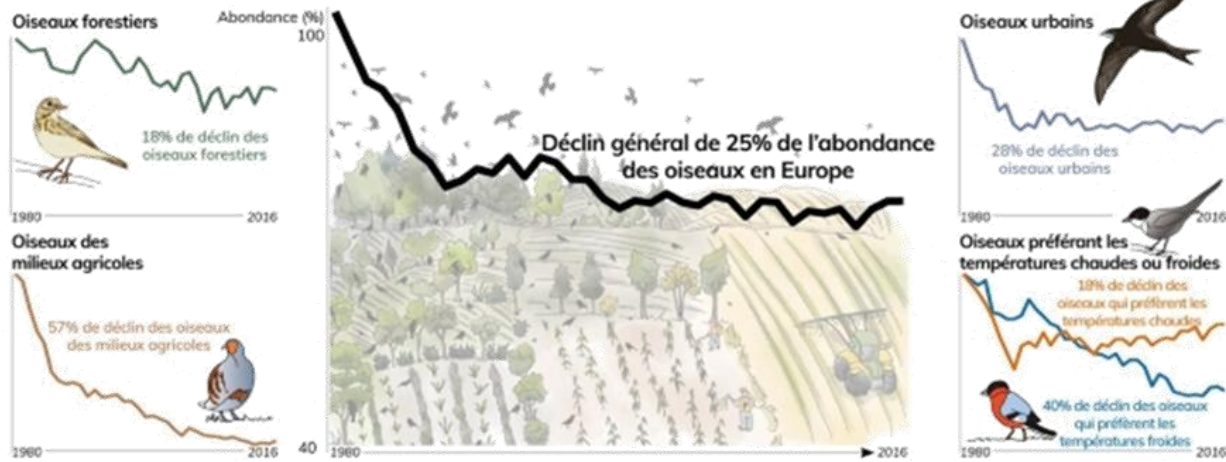 Oiseaux forestiers
18% de déclin des
oiseaux forestiers
1980
2016
Oiseaux des
milieux agricoles
57% de déclin des oiseaux
des milieux agricoles
1980
2016
Abondance (%)
100
Déclin général de 25% de l'abondance
des oiseaux en Europe
40
1980
2016
Oiseaux urbains
28% de déclin des
oiseaux urbains
1980
2016
Oiseaux préférant les
températures chaudes ou froides
18% de déclin des
oiseaux qui préfèrent les
températures chaudes
40% de déclin des oiseaux
qui préfèrent les
températures froides
1980
2016